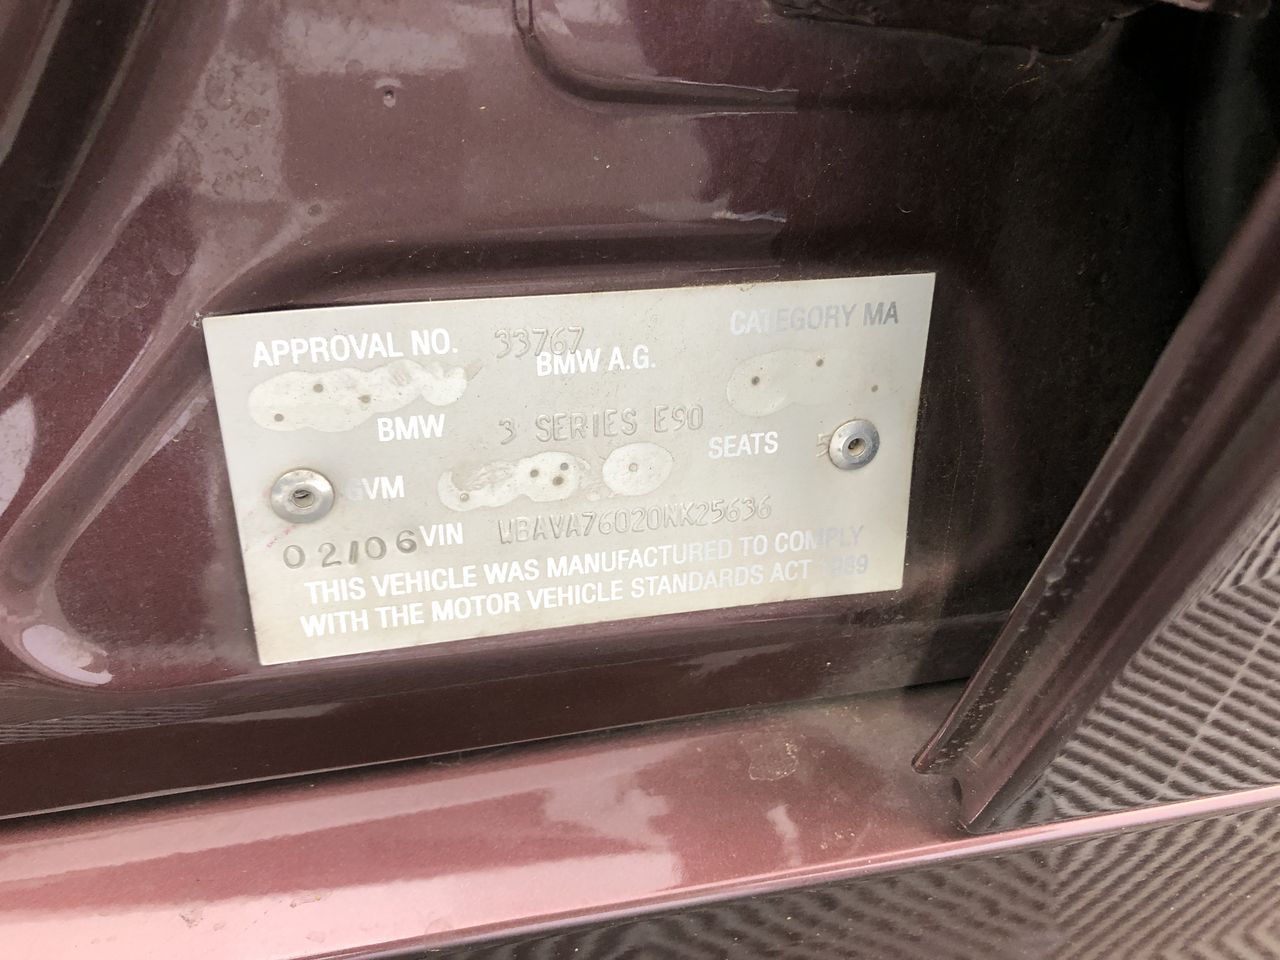 APPROVAL NO. 33767 CATEGORY MA
BMW A.G.
BMW 3 SERIES E90
SEATS 5
GVM
02/06 VIN WBAVA76020NK25636
THIS VEHICLE WAS MANUFACTURED TO COMPLY
WITH THE MOTOR VEHICLE STANDARDS ACT 1989